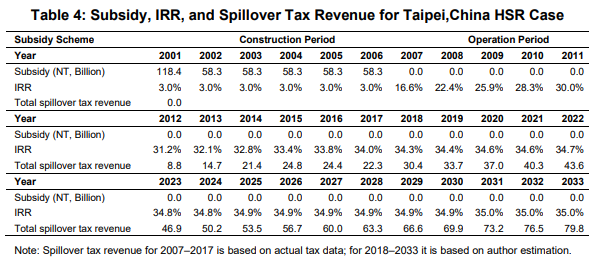 Table 4: Subsidy, IRR, and Spillover Tax Revenue for Taipei,China HSR Case
Subsidy Scheme Construction Period Operation Period
Year 2001 2002 2003 2004 2005 2006 2007 2008 2009 2010 2011
Subsidy (NT, Billion) 118.4 58.3 58.3 58.3 58.3 58.3 0.0 0.0 0.0 0.0 0.0
IRR 3.0% 3.0% 3.0% 3.0% 3.0% 3.0% 16.6% 22.4% 25.9% 28.3% 30.0%
Total spillover tax revenue 0.0
Year 2012 2013 2014 2015 2016 2017 2018 2019 2020 2021 2022
Subsidy (NT, Billion) 0.0 0.0 0.0 0.0 0.0 0.0 0.0 0.0 0.0 0.0 0.0
IRR 31.2% 32.1% 32.8% 33.4% 33.8% 34.0% 34.3% 34.4% 34.6% 34.6% 34.7%
Total spillover tax revenue 8.8 14.7 21.4 24.8 24.4 22.3 30.4 33.7 37.0 40.3 43.6
Year 2023 2024 2025 2026 2027 2028 2029 2030 2031 2032 2033
Subsidy (NT, Billion) 0.0 0.0 0.0 0.0 0.0 0.0 0.0 0.0 0.0 0.0 0.0
IRR 34.8% 34.8% 34.9% 34.9% 34.9% 34.9% 34.9% 34.9% 35.0% 35.0% 35.0%
Total spillover tax revenue 46.9 50.2 53.5 56.7 60.0 63.3 66.6 69.9 73.2 76.5 79.8
Note: Spillover tax revenue for 2007–2017 is based on actual tax data; for 2018–2033 it is based on author estimation.